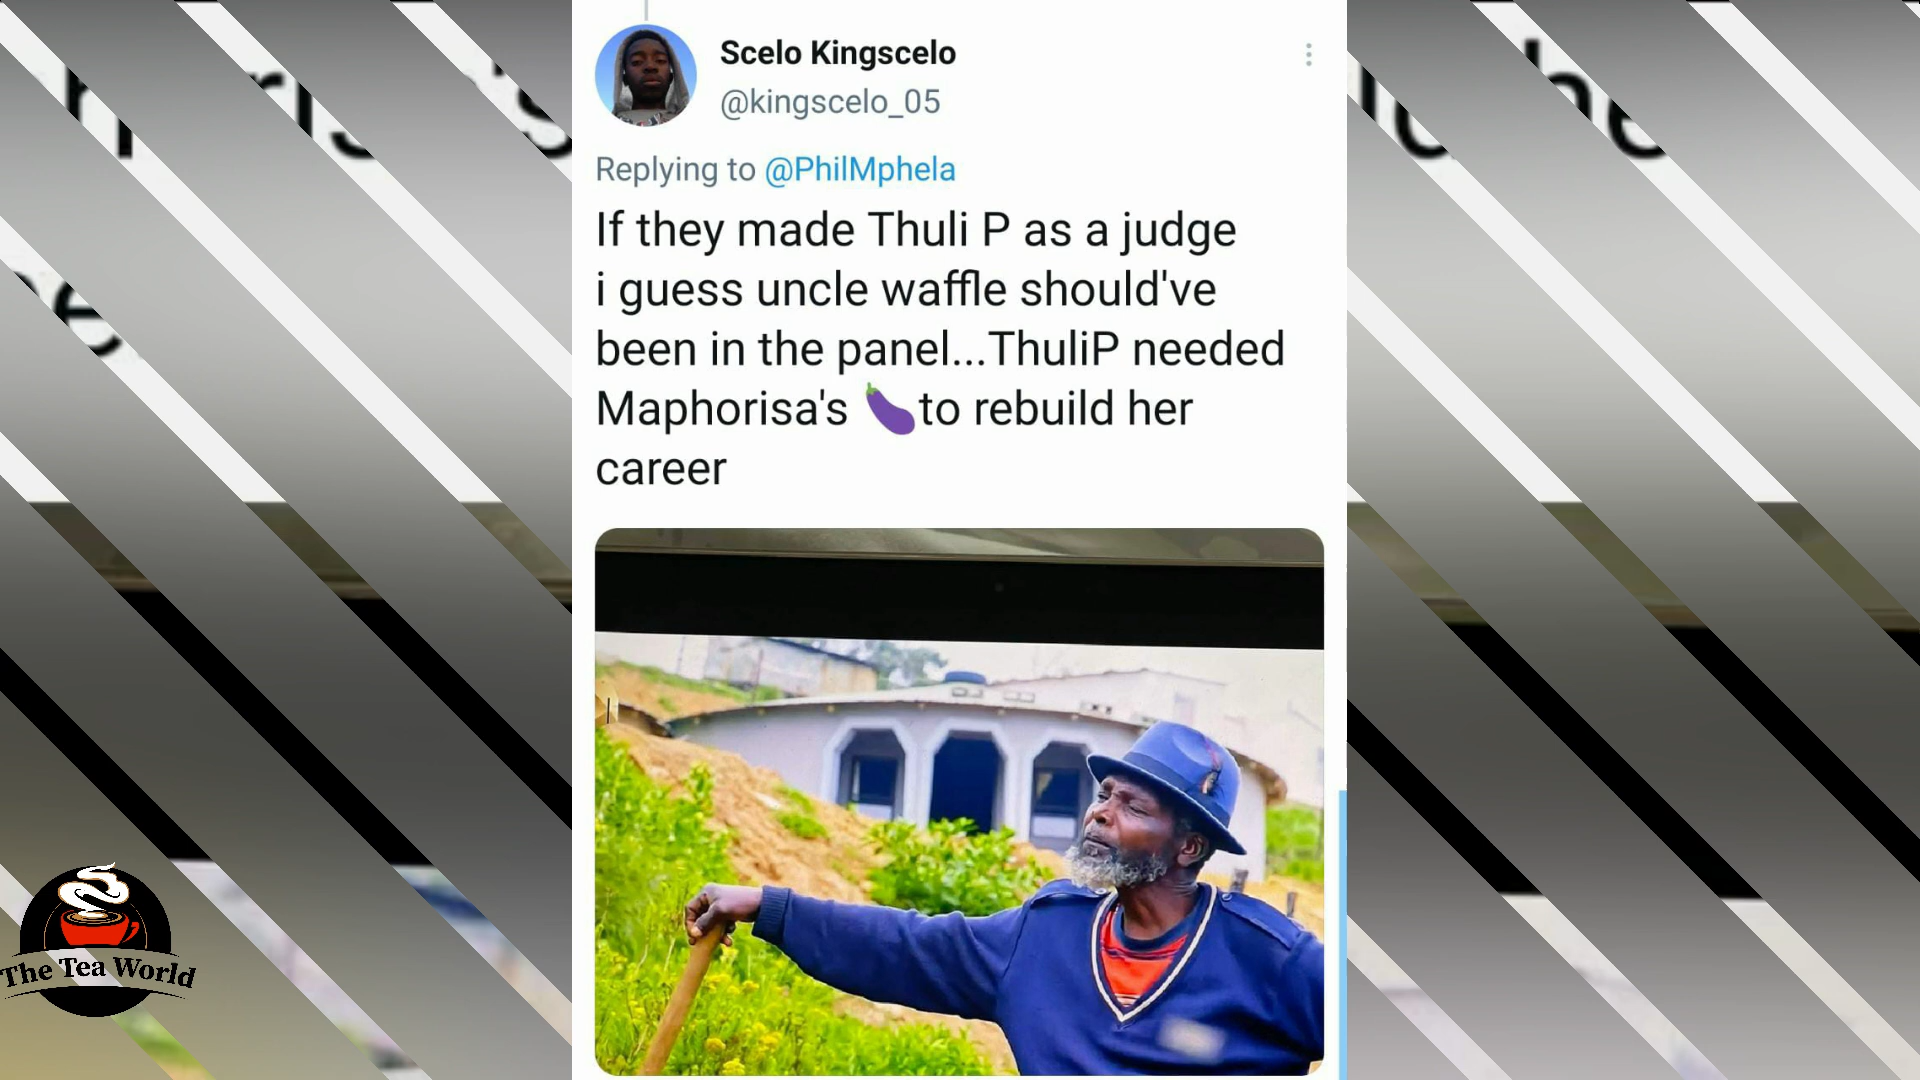 Scelo Kingscelo
@kingscelo_05
Replying to @PhilMphela
If they made Thuli P as a judge
i guess uncle waffle should've
been in the panel...ThuliP needed
Maphorisa's 🍆to rebuild her
career
The Tea World